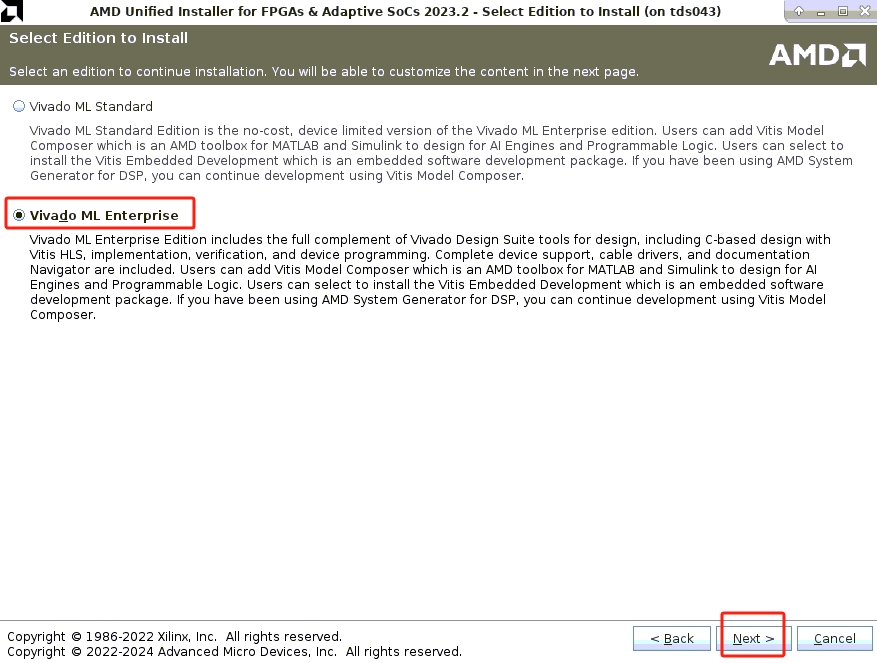 AMD Unified Installer for FPGAs & Adaptive SoCs 2023.2 - Select Edition to Install (on tds043)
Select Edition to Install
Select an edition to continue installation. You will be able to customize the content in the next page.
AMD
Vivado ML Standard
Vivado ML Standard Edition is the no-cost, device limited version of the Vivado ML Enterprise edition. Users can add Vitis Model
Composer which is an AMD toolbox for MATLAB and Simulink to design for AI Engines and Programmable Logic. Users can select to
install the Vitis Embedded Development which is an embedded software development package. If you have been using AMD System
Generator for DSP, you can continue development using Vitis Model Composer.
Vivado ML Enterprise
Vivado ML Enterprise Edition includes the full complement of Vivado Design Suite tools for design, including C-based design with
Vitis HLS, implementation, verification, and device programming. Complete device support, cable drivers, and documentation
Navigator are included. Users can add Vitis Model Composer which is an AMD toolbox for MATLAB and Simulink to design for AI
Engines and Programmable Logic. Users can select to install the Vitis Embedded Development which is an embedded software
development package. If you have been using AMD System Generator for DSP, you can continue development using Vitis Model
Composer.
Copyright © 1986-2022 Xilinx, Inc. All rights reserved.
Copyright © 2022-2024 Advanced Micro Devices, Inc. All rights reserved.
< Back
Next >
Cancel